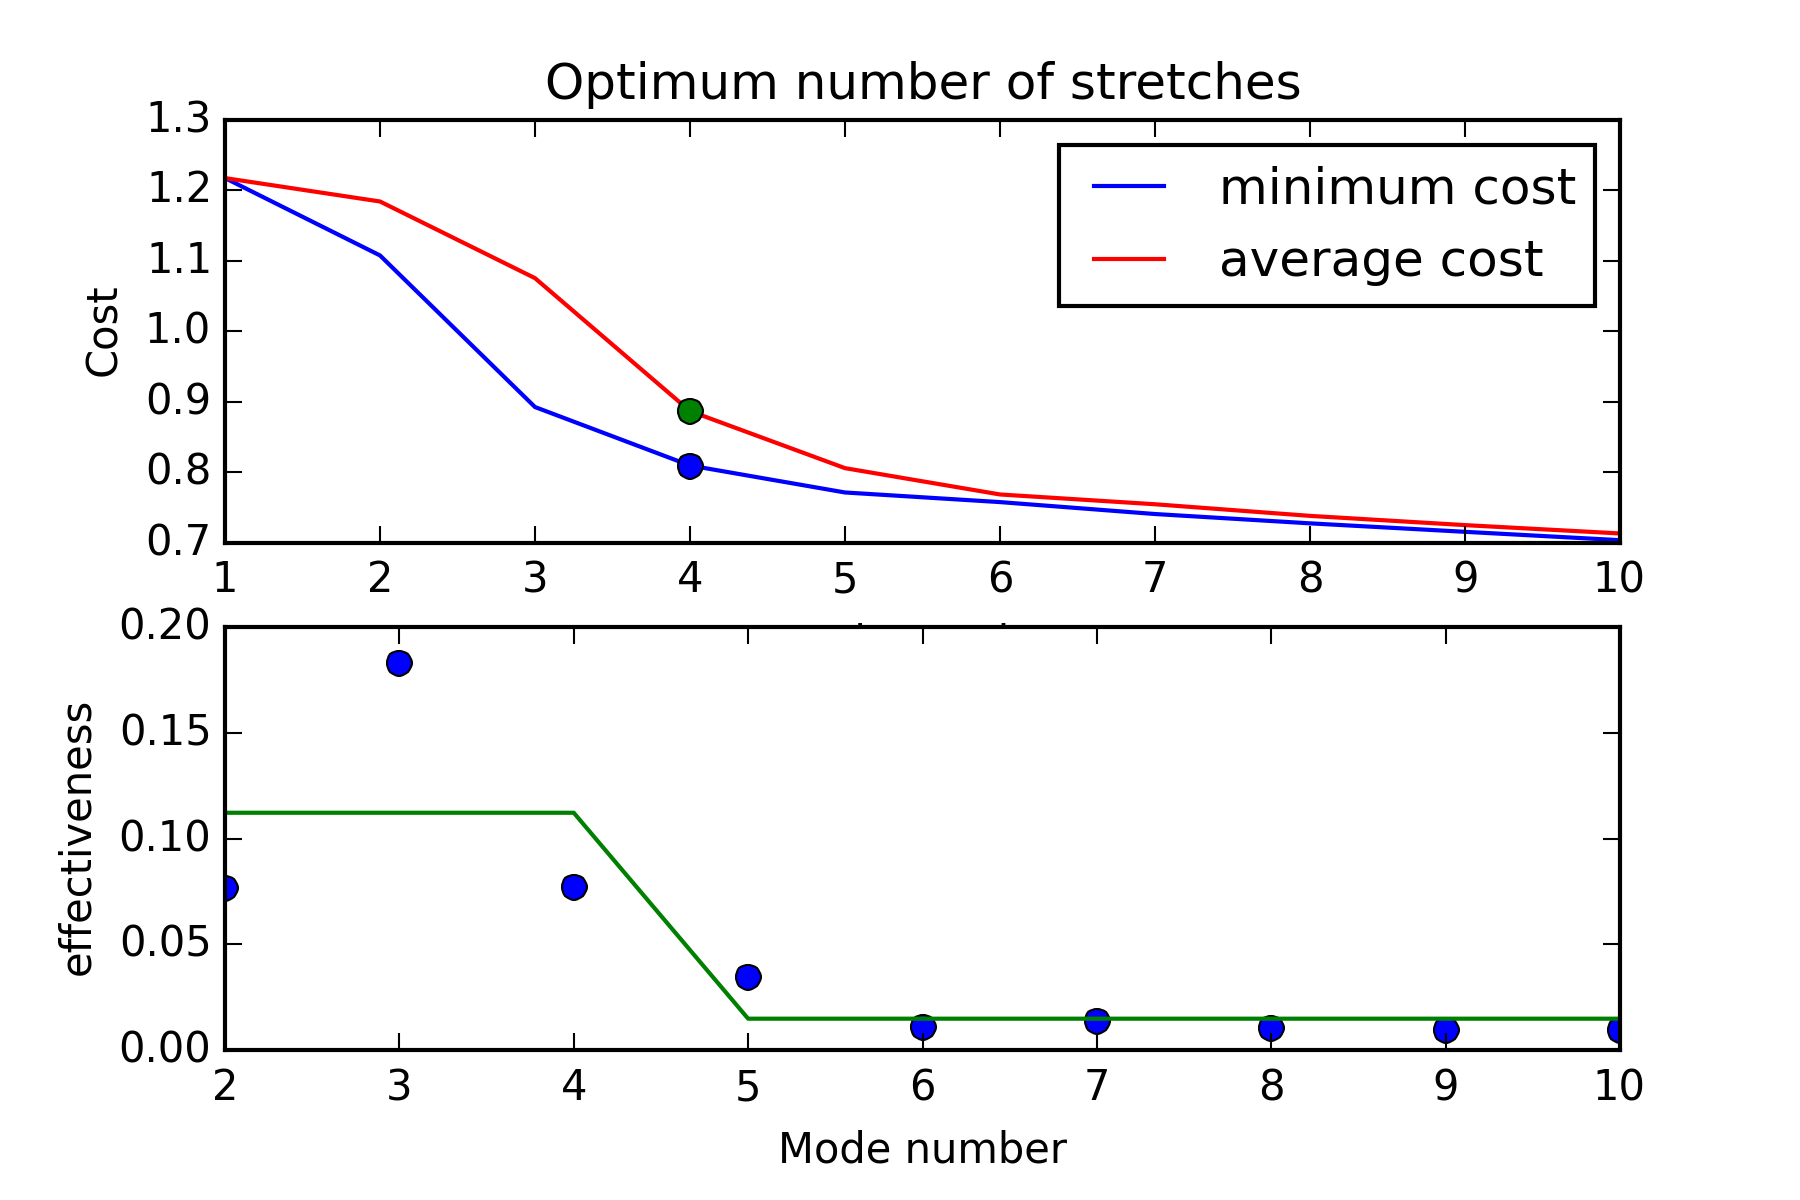 Optimum number of stretches
1.3
1.2
1.1
1.0
0.9
0.8
0.7
Cost
minimum cost
average cost
1 2 3 4 5 6 7 8 9 10
0.20
0.15
0.10
0.05
0.00
effectiveness
2 3 4 5 6 7 8 9 10
Mode number